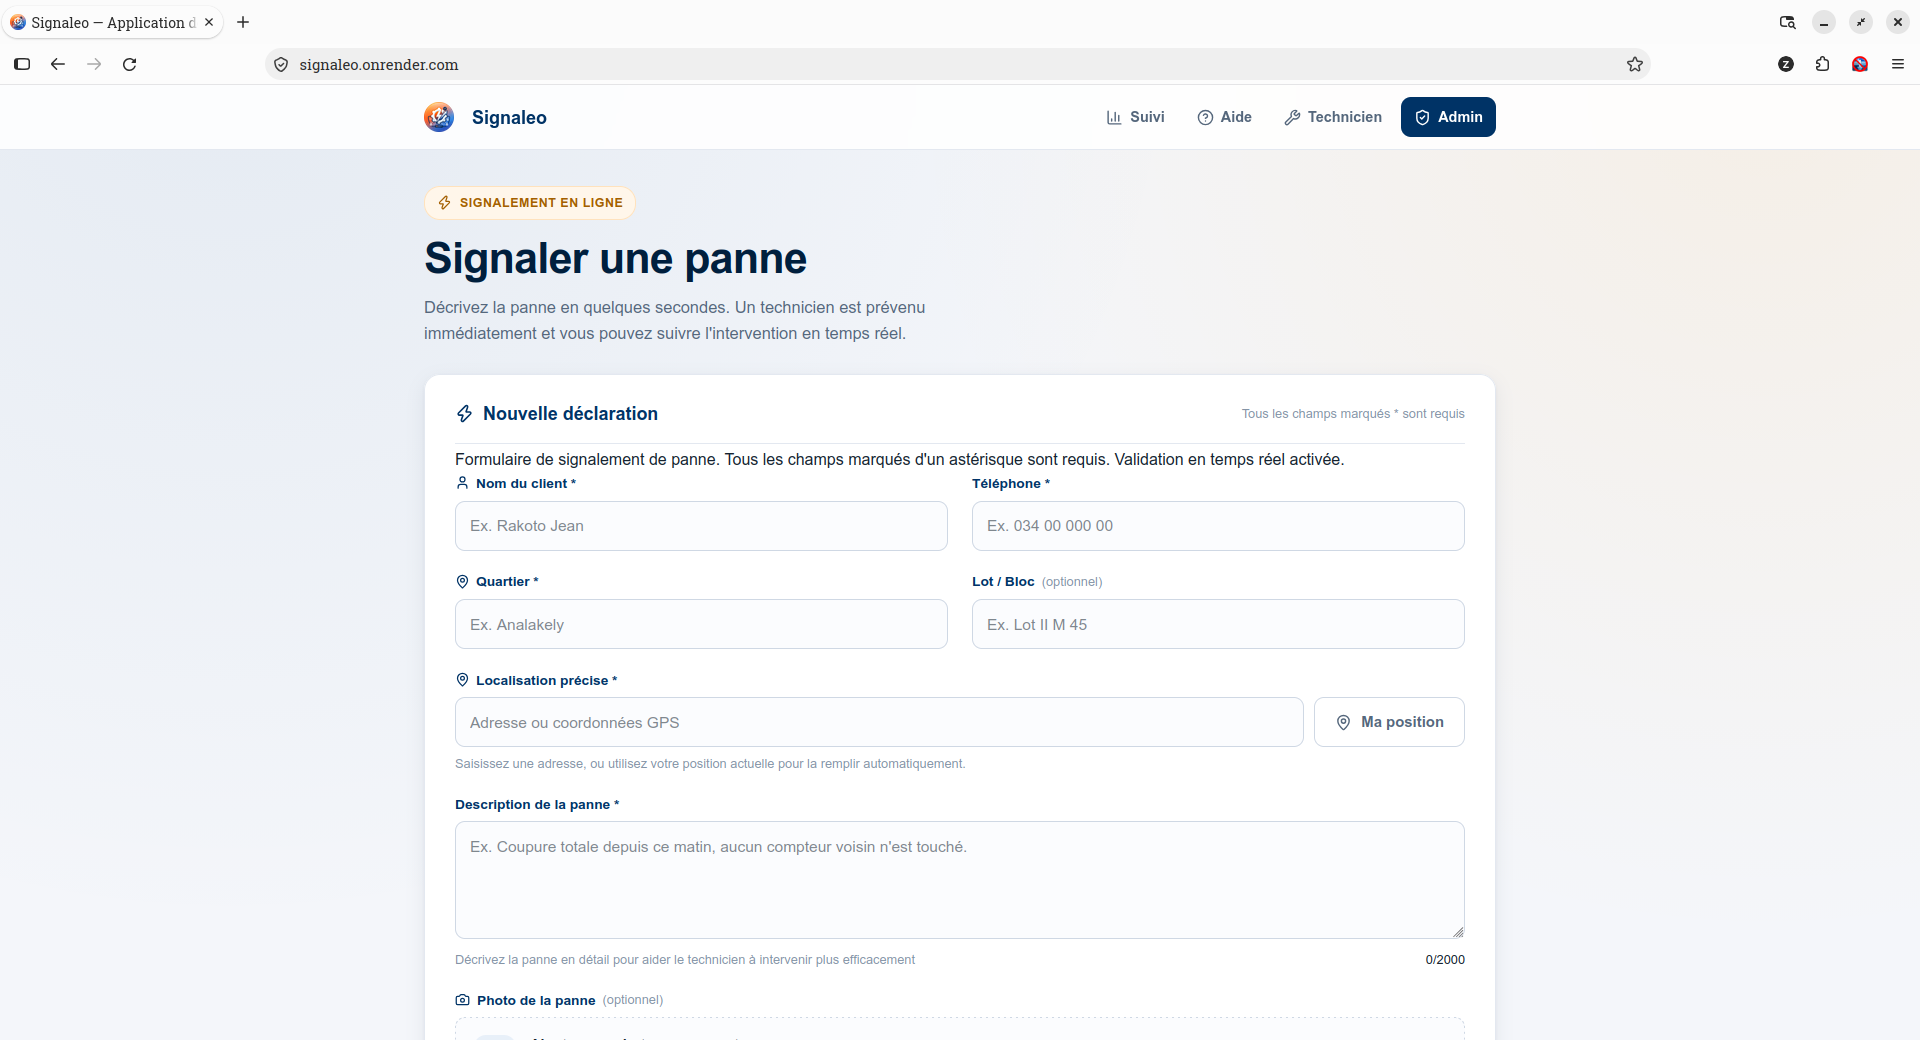 Signaleo — Application d
signaleo.onrender.com
Signaleo
Suivi
Aide
Technicien
Admin
SIGNALEMENT EN LIGNE
Signaler une panne
Décrivez la panne en quelques secondes. Un technicien est prévenu
immédiatement et vous pouvez suivre l'intervention en temps réel.
Nouvelle déclaration
Tous les champs marqués * sont requis
Formulaire de signalement de panne. Tous les champs marqués d'un astérisque sont requis. Validation en temps réel activée.
Nom du client *
Téléphone *
Ex. Rakoto Jean
Ex. 034 00 000 00
Quartier *
Lot / Bloc (optionnel)
Ex. Analakely
Ex. Lot II M 45
Localisation précise *
Adresse ou coordonnées GPS
Ma position
Saisissez une adresse, ou utilisez votre position actuelle pour la remplir automatiquement.
Description de la panne *
Ex. Coupure totale depuis ce matin, aucun compteur voisin n'est touché.
Décrivez la panne en détail pour aider le technicien à intervenir plus efficacement
0/2000
Photo de la panne (optionnel)